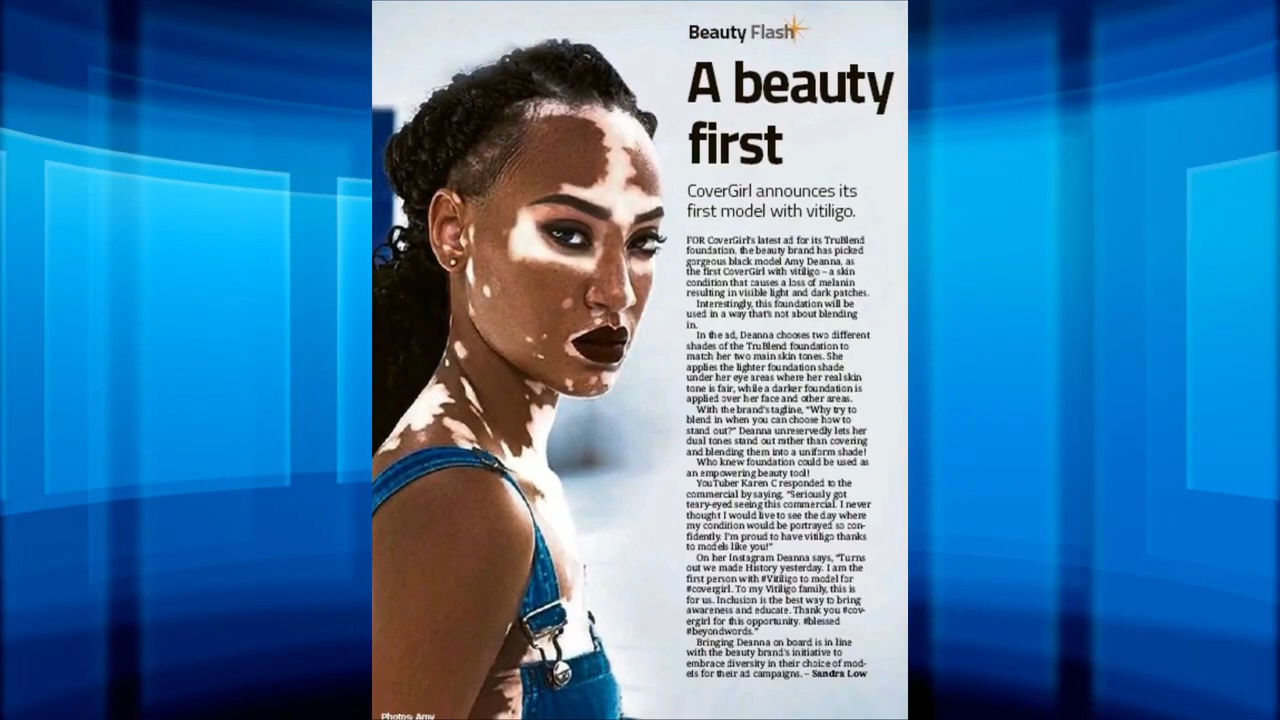 Beauty Flash
A beauty
first
CoverGirl announces its
first model with vitiligo.
FOR CoverGirl's latest ad for its TruBlend
foundation, the beauty brand has picked
gorgeous black model Amy Deanna, as
the first CoverGirl with vitiligo – a skin
condition that causes a loss of melanin
resulting in visible light and dark patches.
Interestingly, this foundation will be
used in a way that's not about blending
in.
In the ad, Deanna chooses two different
shades of the TruBlend foundation to
match her two main skin tones. She
applies the lighter foundation shade
under her eye areas where her real skin
tone is fair, while a darker foundation is
applied over her face and other areas.
With the brand's tagline, "Why try to
blend in when you can choose how to
stand out?" Deanna unreservedly lets her
dual tones stand out rather than covering
and blending them into a uniform shade!
Who knew foundation could be used as
an empowering beauty tool!
YouTuber Karen C responded to the
commercial by saying, "Seriously got
teary-eyed seeing this commercial. I never
thought I would live to see the day where
my condition would be portrayed so con-
fidently. I'm proud to have vitiligo thanks
to models like you!"
On her Instagram Deanna says, "Turns
out we made History yesterday. I am the
first person with #Vitiligo to model for
#covergirl. To my Vitiligo family, this is
for us. Inclusion is the best way to bring
awareness and educate. Thank you #cov-
ergirl for this opportunity. #blessed
#beyondwords."
Bringing Deanna on board is in line
with the beauty brand's initiative to
embrace diversity in their choice of mod-
els for their ad campaigns. – Sandra Low
Photos: Amy